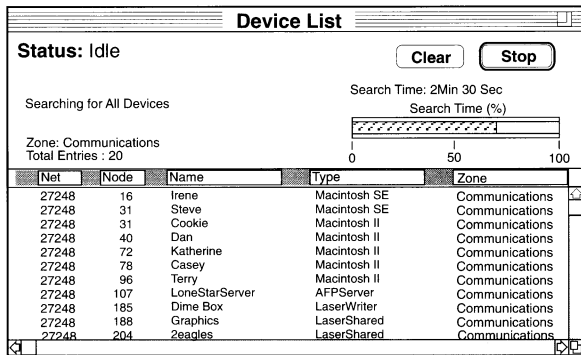 Device List
Status: Idle
Clear Stop
Search Time: 2Min 30 Sec
Searching for All Devices
Search Time (%)
Zone: Communications
Total Entries : 20
0 50 100
Net Node Name Type Zone
27248 16 Irene Macintosh SE Communications
27248 31 Steve Macintosh SE Communications
27248 31 Cookie Macintosh II Communications
27248 40 Dan Macintosh II Communications
27248 72 Katherine Macintosh II Communications
27248 78 Casey Macintosh II Communications
27248 96 Terry Macintosh II Communications
27248 107 LoneStarServer AFPServer Communications
27248 185 Dime Box LaserWriter Communications
27248 188 Graphics LaserShared Communications
27248 204 2eagles LaserShared Communications